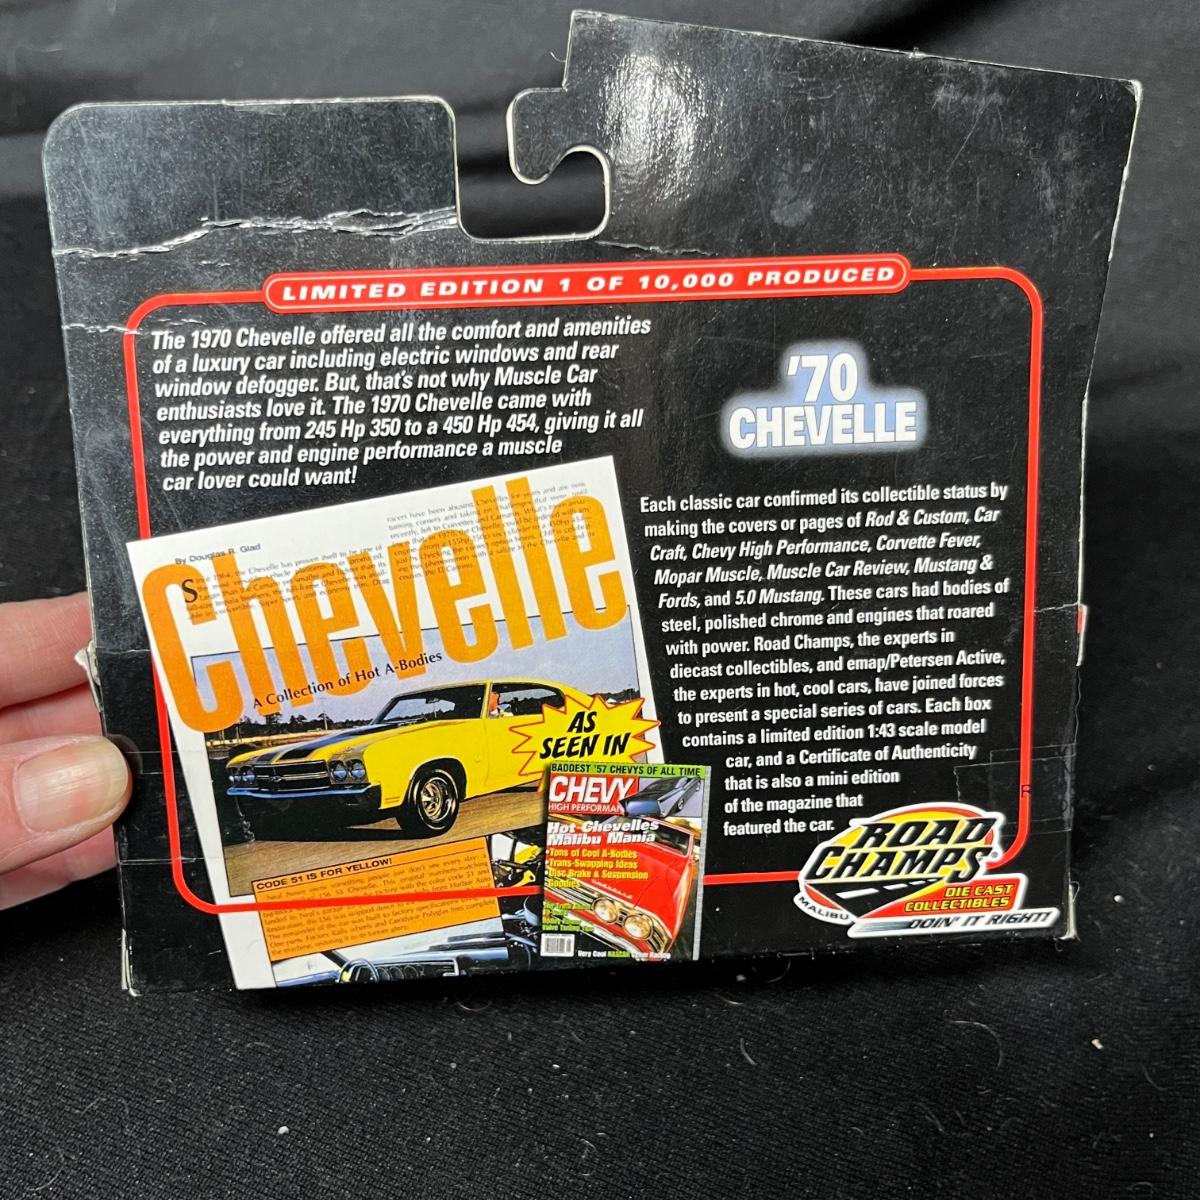 LIMITED EDITION 1 OF 10,000 PRODUCED
The 1970 Chevelle offered all the comfort and amenities
of a luxury car including electric windows and rear
window defogger. But, that's not why Muscle Car
enthusiasts love it. The 1970 Chevelle came with
everything from 245 Hp 350 to a 450 Hp 454, giving it all
the power and engine performance a muscle
car lover could want!
'70
CHEVELLE
Each classic car confirmed its collectible status by
making the covers or pages of Rod & Custom, Car
Craft, Chevy High Performance, Corvette Fever,
Mopar Muscle, Muscle Car Review, Mustang &
Fords, and 5.0 Mustang. These cars had bodies of
steel, polished chrome and engines that roared
with power. Road Champs, the experts in
diecast collectibles, and emap/Petersen Active,
the experts in hot, cool cars, have joined forces
to present a special series of cars. Each box
contains a limited edition 1:43 scale model
car, and a Certificate of Authenticity
that is also a mini edition
of the magazine that
featured the car.
By Douglas R. Glad
Chevelle
A Collection of Hot A-Bodies
CODE 51 IS FOR YELLOW!
AS
SEEN IN
BADDEST '57 CHEVYS OF ALL TIME
CHEVY
HIGH PERFORMAN
Hot Chevelles
Malibu Mania
Tons of Cool A-Bodies
Trans-Swapping Ideas
Disc Brake & Suspension
Goodies
Very Cool NASCAR
ROAD
CHAMPS®
MALIBU
DIE CAST
COLLECTIBLES
DOIN' IT RIGHT!